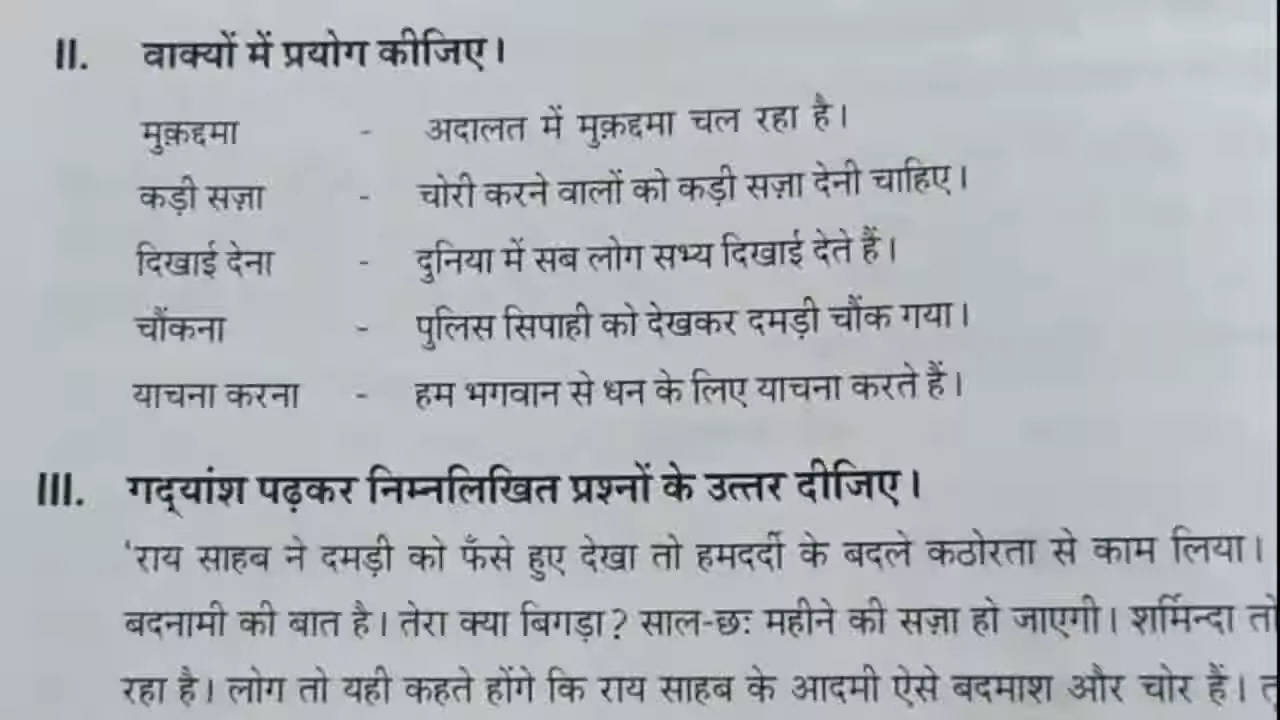 II. वाक्यों में प्रयोग कीजिए।
मुक़द्दमा - अदालत में मुक़द्दमा चल रहा है।
कड़ी सज़ा - चोरी करने वालों को कड़ी सज़ा देनी चाहिए।
दिखाई देना - दुनिया में सब लोग सभ्य दिखाई देते हैं।
चौंकना - पुलिस सिपाही को देखकर दमड़ी चौंक गया।
याचना करना - हम भगवान से धन के लिए याचना करते हैं।
III. गद्‌यांश पढ़कर निम्नलिखित प्रश्नों के उत्तर दीजिए।
'राय साहब ने दमड़ी को फँसे हुए देखा तो हमदर्दी के बदले कठोरता से काम लिया।
बदनामी की बात है। तेरा क्या बिगड़ा? साल-छः महीने की सज़ा हो जाएगी। शर्मिन्दा तो
रहा है। लोग तो यही कहते होंगे कि राय साहब के आदमी ऐसे बदमाश और चोर हैं।